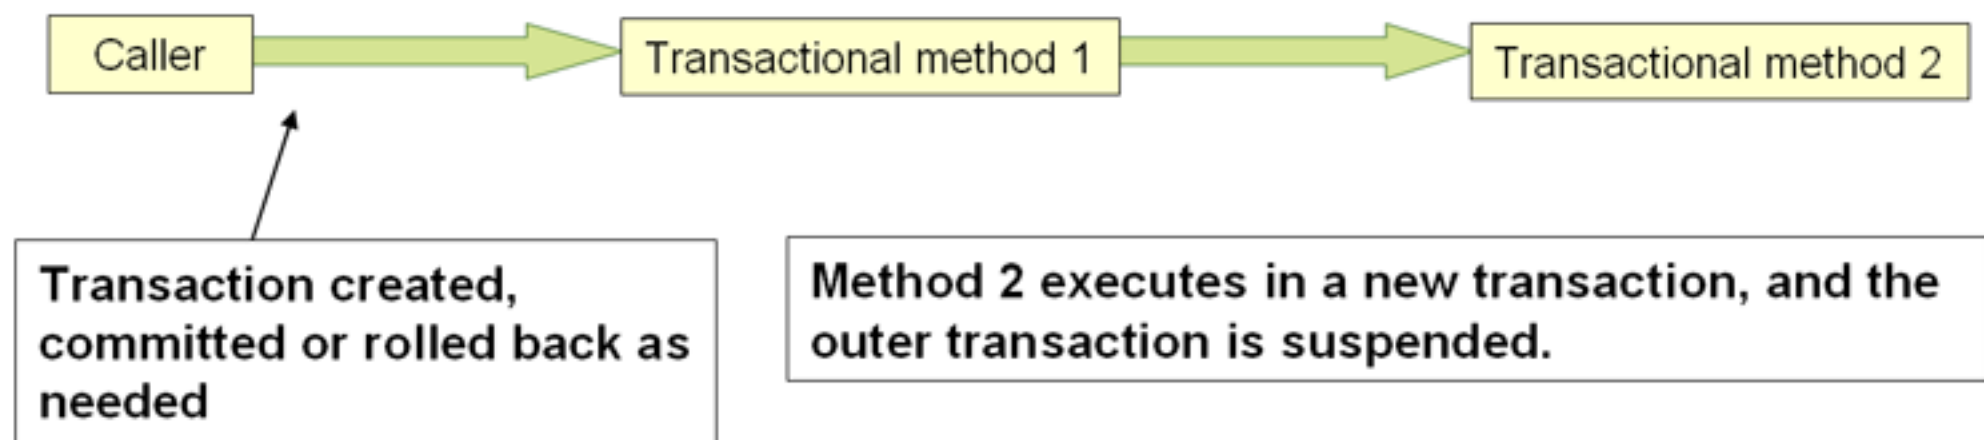 Caller
Transactional method 1
Transactional method 2
Transaction created,
committed or rolled back as
needed
Method 2 executes in a new transaction, and the
outer transaction is suspended.